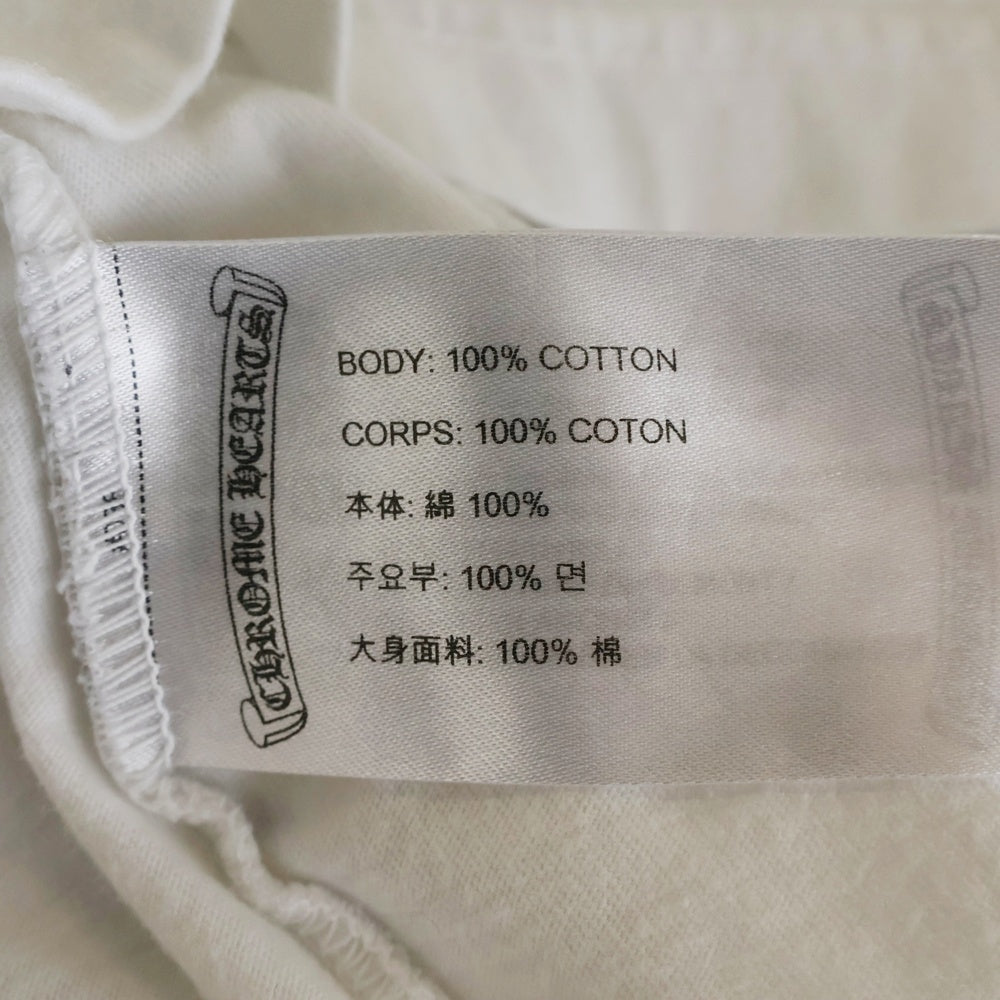 CHROME HEARTS
BODY: 100% COTTON
CORPS: 100% COTON
本体: 綿 100%
주요부: 100% 면
大身面料: 100% 棉